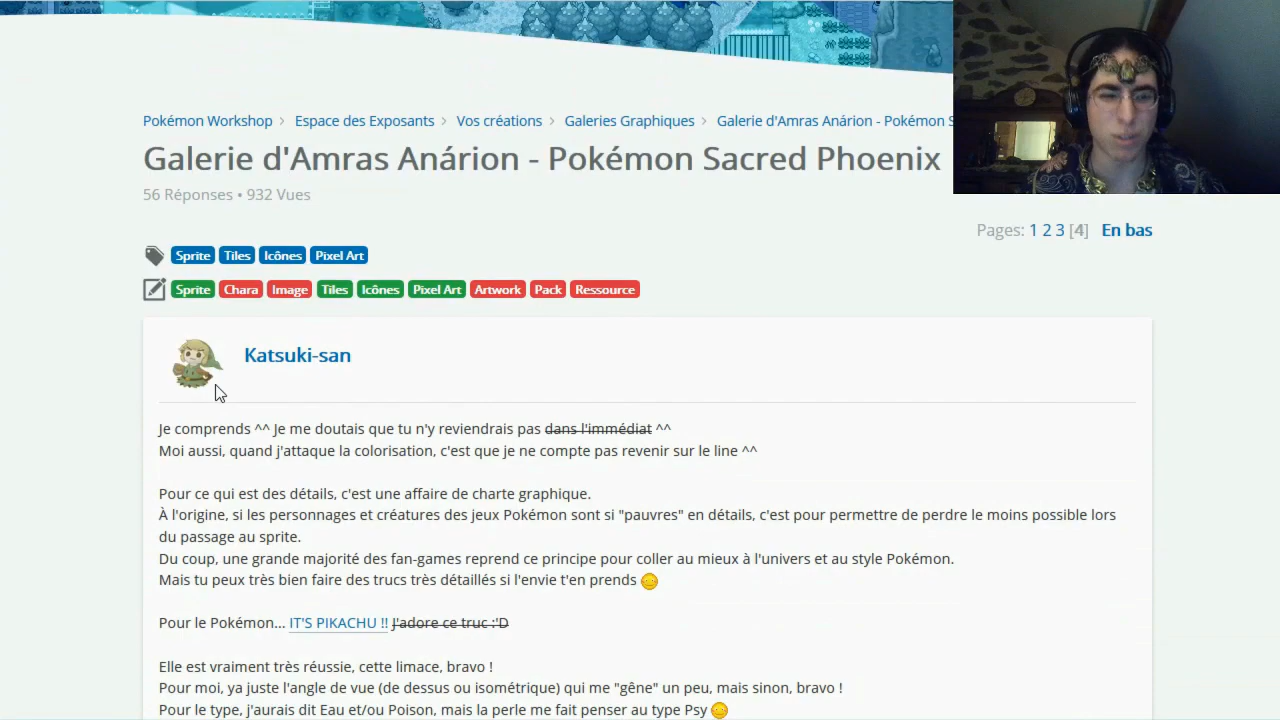 Pokémon Workshop > Espace des Exposants > Vos créations > Galeries Graphiques > Galerie d'Amras Anárion - Pokémon S
Galerie d'Amras Anárion - Pokémon Sacred Phoenix
56 Réponses • 932 Vues
Pages: 1 2 3 [4] En bas
Sprite Tiles Icônes Pixel Art
Sprite Chara Image Tiles Icônes Pixel Art Artwork Pack Ressource
Katsuki-san
Je comprends ^^ Je me doutais que tu n'y reviendrais pas dans l'immédiat ^^
Moi aussi, quand j'attaque la colorisation, c'est que je ne compte pas revenir sur le line ^^
Pour ce qui est des détails, c'est une affaire de charte graphique.
À l'origine, si les personnages et créatures des jeux Pokémon sont si "pauvres" en détails, c'est pour permettre de perdre le moins possible lors
du passage au sprite.
Du coup, une grande majorité des fan-games reprend ce principe pour coller au mieux à l'univers et au style Pokémon.
Mais tu peux très bien faire des trucs très détaillés si l'envie t'en prends
Pour le Pokémon... IT'S PIKACHU !! J'adore ce truc :'D
Elle est vraiment très réussie, cette limace, bravo !
Pour moi, ya juste l'angle de vue (de dessus ou isométrique) qui me "gêne" un peu, mais sinon, bravo !
Pour le type, j'aurais dit Eau et/ou Poison, mais la perle me fait penser au type Psy